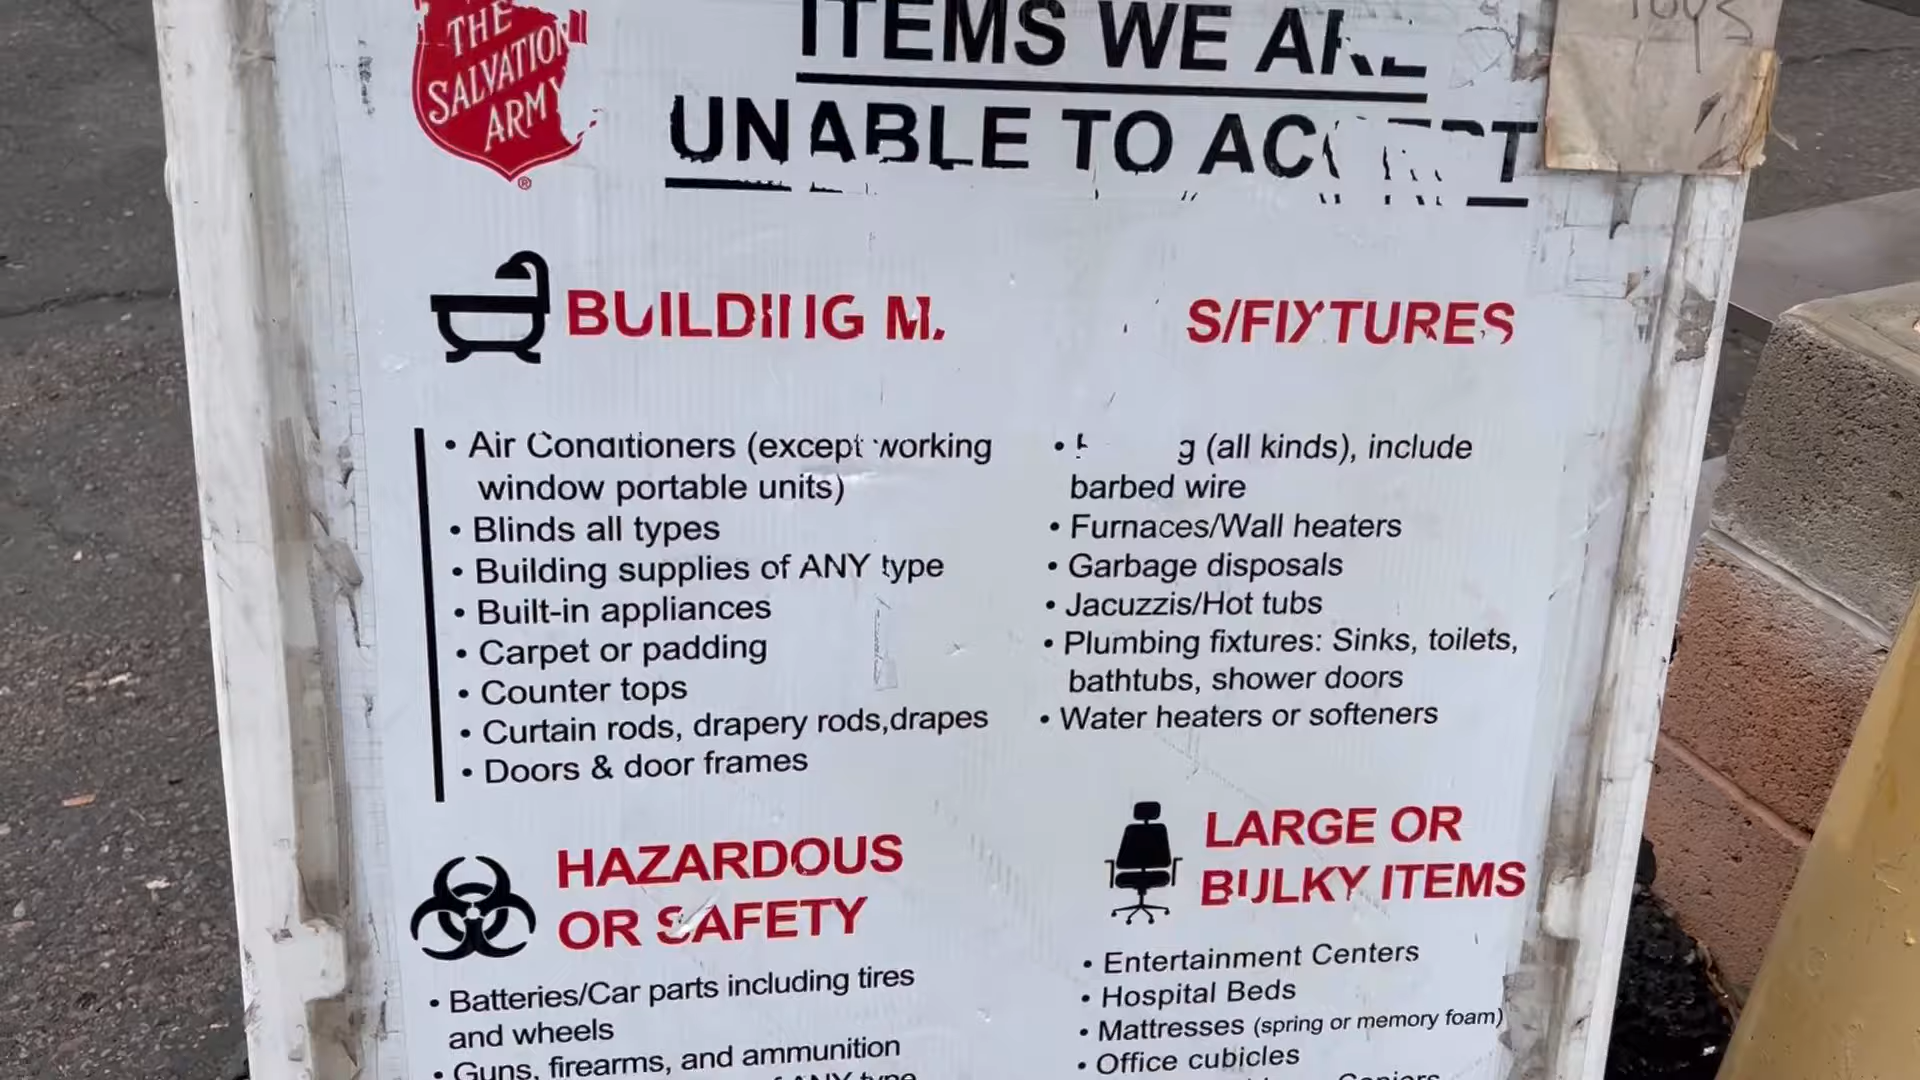 THE
SALVATION
ARMY
®
ITEMS WE ARE
UNABLE TO ACCEPT
Toys
BUILDING M
S/FIXTURES
• Air Conditioners (except working
window portable units)
• Blinds all types
• Building supplies of ANY type
• Built-in appliances
• Carpet or padding
• Counter tops
• Curtain rods, drapery rods,drapes
• Doors & door frames
• (all kinds), include
barbed wire
• Furnaces/Wall heaters
• Garbage disposals
• Jacuzzis/Hot tubs
• Plumbing fixtures: Sinks, toilets,
bathtubs, shower doors
• Water heaters or softeners
HAZARDOUS
OR SAFETY
• Batteries/Car parts including tires
and wheels
• Guns, firearms, and ammunition
of ANY type
LARGE OR
BULKY ITEMS
• Entertainment Centers
• Hospital Beds
• Mattresses (spring or memory foam)
• Office cubicles